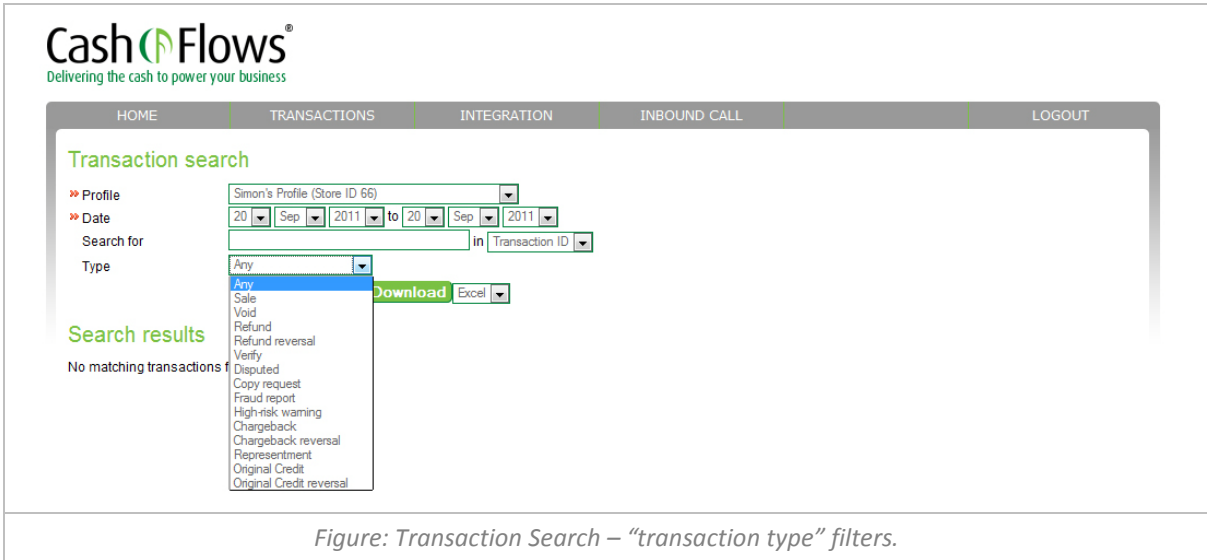 Cash Flows®
Delivering the cash to power your business
HOME TRANSACTIONS INTEGRATION INBOUND CALL LOGOUT
Transaction search
» Profile Simon's Profile (Store ID 66)
» Date 20 Sep 2011 to 20 Sep 2011
Search for in Transaction ID
Type Any
Any
Sale
Void
Refund
Refund reversal
Verify
Disputed
Copy request
Fraud report
High-risk warning
Chargeback
Chargeback reversal
Representment
Original Credit
Original Credit reversal
Download Excel
Search results
No matching transactions f
Figure: Transaction Search – “transaction type” filters.